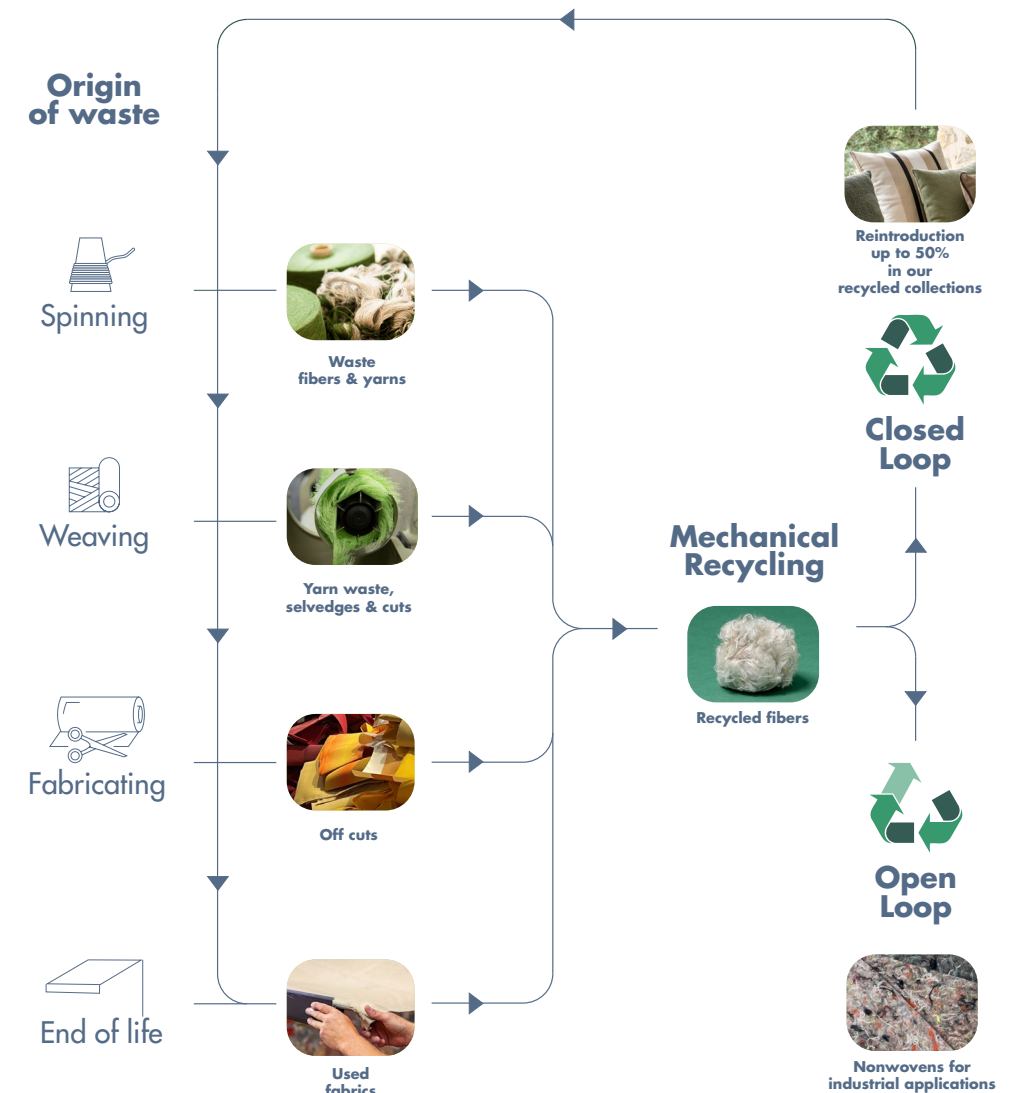 Origin
of waste
Spinning
Waste
fibers & yarns
Weaving
Yarn waste,
selvedges & cuts
Fabricating
Off cuts
End of life
Used
fabrics
Mechanical
Recycling
Recycled fibers
Reintroduction
up to 50%
in our
recycled collections
Closed
Loop
Open
Loop
Nonwovens for
industrial applications